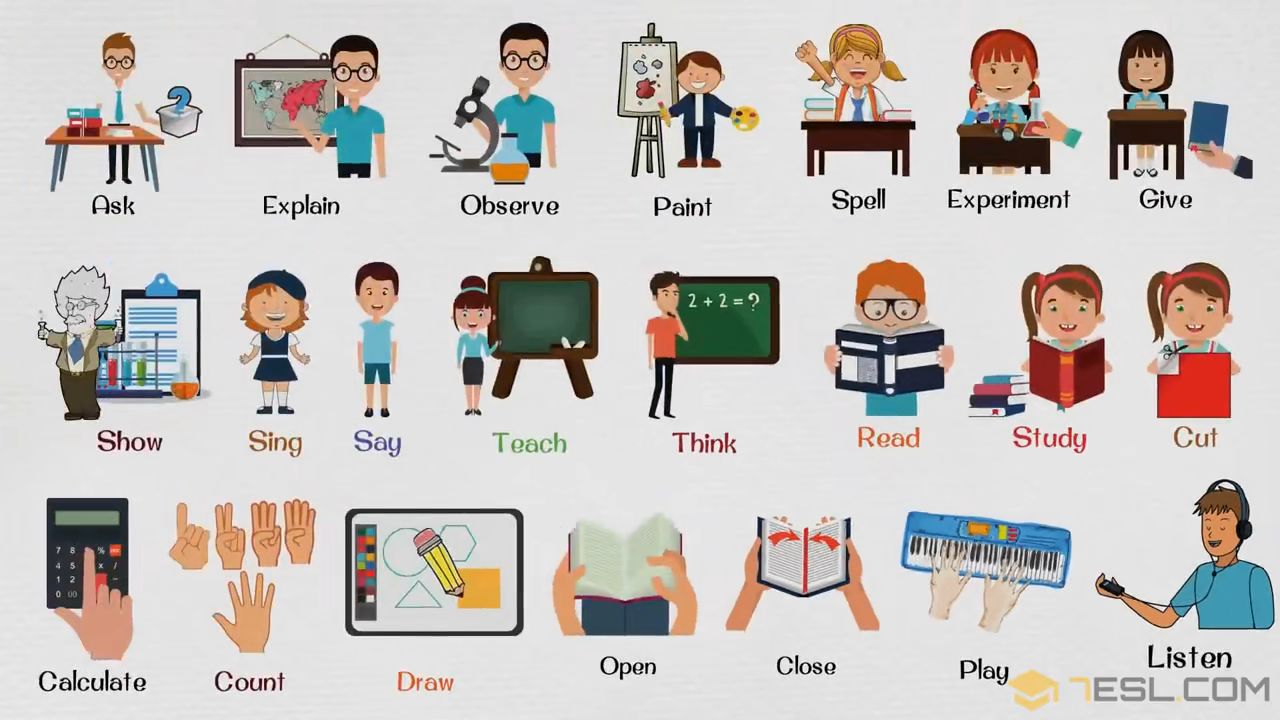 ?
Ask
Explain
Observe
Paint
Spell
Experiment
Give
2 + 2 = ?
Show
Sing
Say
Teach
Think
Read
Study
Cut
7 8 %
4 5 x /
1 2 -
0 00
Calculate
Count
Draw
Open
Close
Play
Listen
7ESL.COM